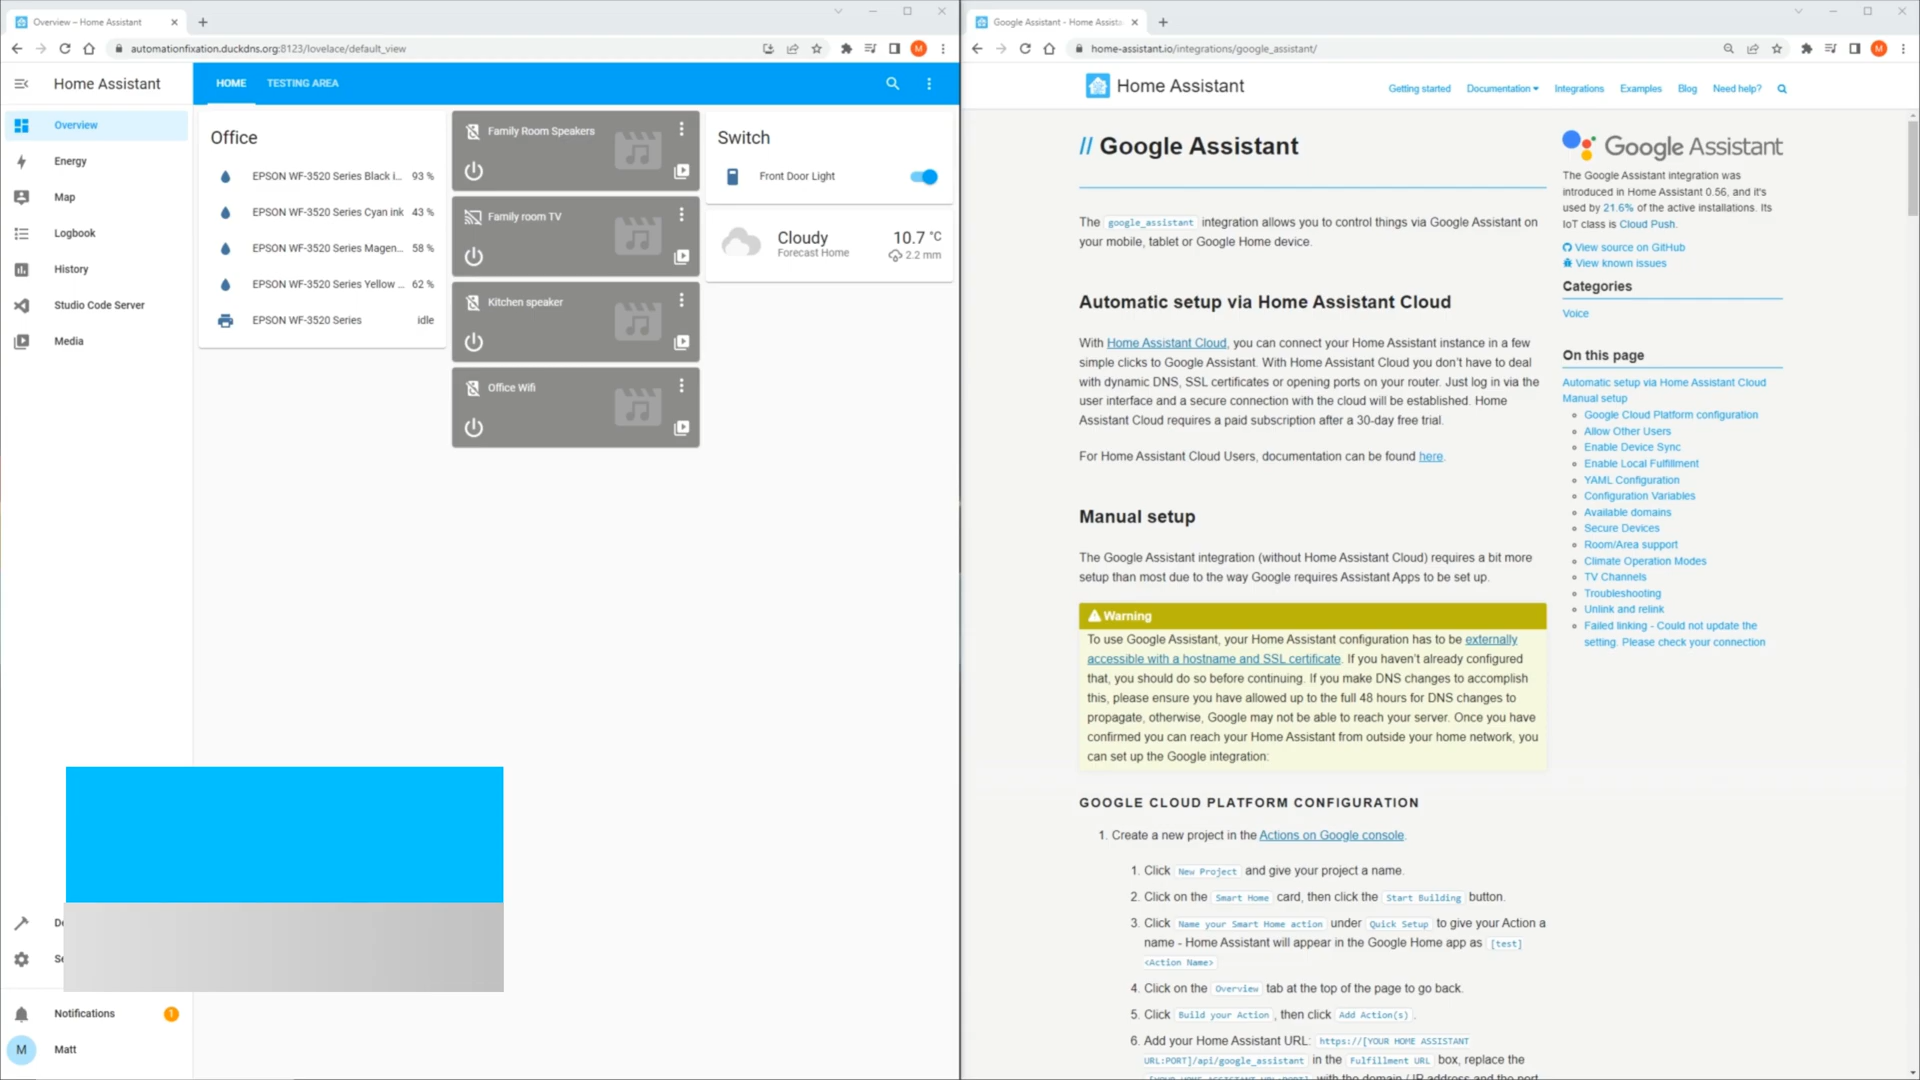 Overview – Home Assistant
automationfixation.duckdns.org:8123/lovelace/default_view
Home Assistant
HOME
TESTING AREA
Overview
Energy
Map
Logbook
History
Studio Code Server
Media
Notifications
1
M
Matt
Office
EPSON WF-3520 Series Black i... 93 %
EPSON WF-3520 Series Cyan ink 43 %
EPSON WF-3520 Series Magen... 58 %
EPSON WF-3520 Series Yellow ... 62 %
EPSON WF-3520 Series idle
Family Room Speakers
Family room TV
Kitchen speaker
Office Wifi
Switch
Front Door Light
Cloudy 10.7 °C
Forecast Home 2.2 mm
Google Assistant - Home Assista
home-assistant.io/integrations/google_assistant/
M
Home Assistant
Getting started
Documentation
Integrations
Examples
Blog
Need help?
// Google Assistant
The google_assistant integration allows you to control things via Google Assistant on
your mobile, tablet or Google Home device.
Automatic setup via Home Assistant Cloud
With Home Assistant Cloud, you can connect your Home Assistant instance in a few
simple clicks to Google Assistant. With Home Assistant Cloud you don't have to deal
with dynamic DNS, SSL certificates or opening ports on your router. Just log in via the
user interface and a secure connection with the cloud will be established. Home
Assistant Cloud requires a paid subscription after a 30-day free trial.
For Home Assistant Cloud Users, documentation can be found here.
Manual setup
The Google Assistant integration (without Home Assistant Cloud) requires a bit more
setup than most due to the way Google requires Assistant Apps to be set up.
Warning
To use Google Assistant, your Home Assistant configuration has to be externally
accessible with a hostname and SSL certificate. If you haven't already configured
that, you should do so before continuing. If you make DNS changes to accomplish
this, please ensure you have allowed up to the full 48 hours for DNS changes to
propagate, otherwise, Google may not be able to reach your server. Once you have
confirmed you can reach your Home Assistant from outside your home network, you
can set up the Google integration:
GOOGLE CLOUD PLATFORM CONFIGURATION
1. Create a new project in the Actions on Google console.
1. Click New Project and give your project a name.
2. Click on the Smart Home card, then click the Start Building button.
3. Click Name your Smart Home action under Quick Setup to give your Action a
name - Home Assistant will appear in the Google Home app as [test]
<Action Name>
4. Click on the Overview tab at the top of the page to go back.
5. Click Build your Action, then click Add Action(s).
6. Add your Home Assistant URL: https://[YOUR HOME ASSISTANT
URL:PORT]/api/google_assistant in the Fulfillment URL box, replace the
[YOUR HOME ASSISTANT URL:PORT] with the domain / IP address and the port
Google Assistant
The Google Assistant integration was
introduced in Home Assistant 0.56, and it's
used by 21.6% of the active installations. Its
IoT class is Cloud Push.
View source on GitHub
View known issues
Categories
Voice
On this page
Automatic setup via Home Assistant Cloud
Manual setup
Google Cloud Platform configuration
Allow Other Users
Enable Device Sync
Enable Local Fulfillment
YAML Configuration
Configuration Variables
Available domains
Secure Devices
Room/Area support
Climate Operation Modes
TV Channels
Troubleshooting
Unlink and relink
Failed linking - Could not update the
setting. Please check your connection